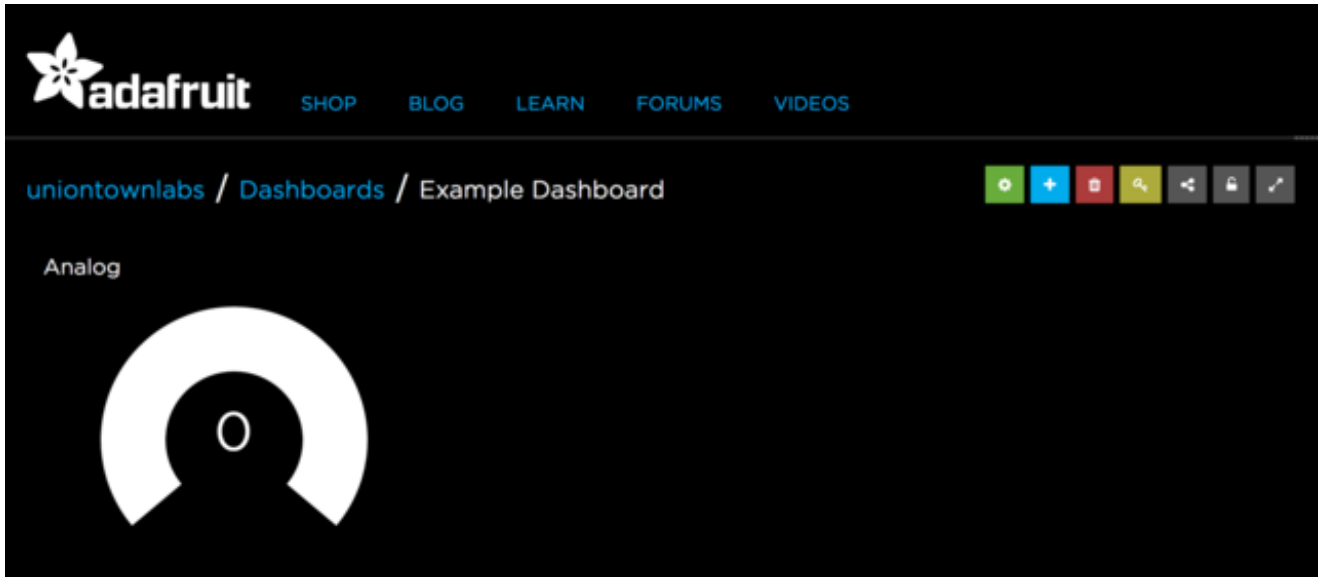 adafruit SHOP BLOG LEARN FORUMS VIDEOS
uniontownlabs / Dashboards / Example Dashboard
Analog
0